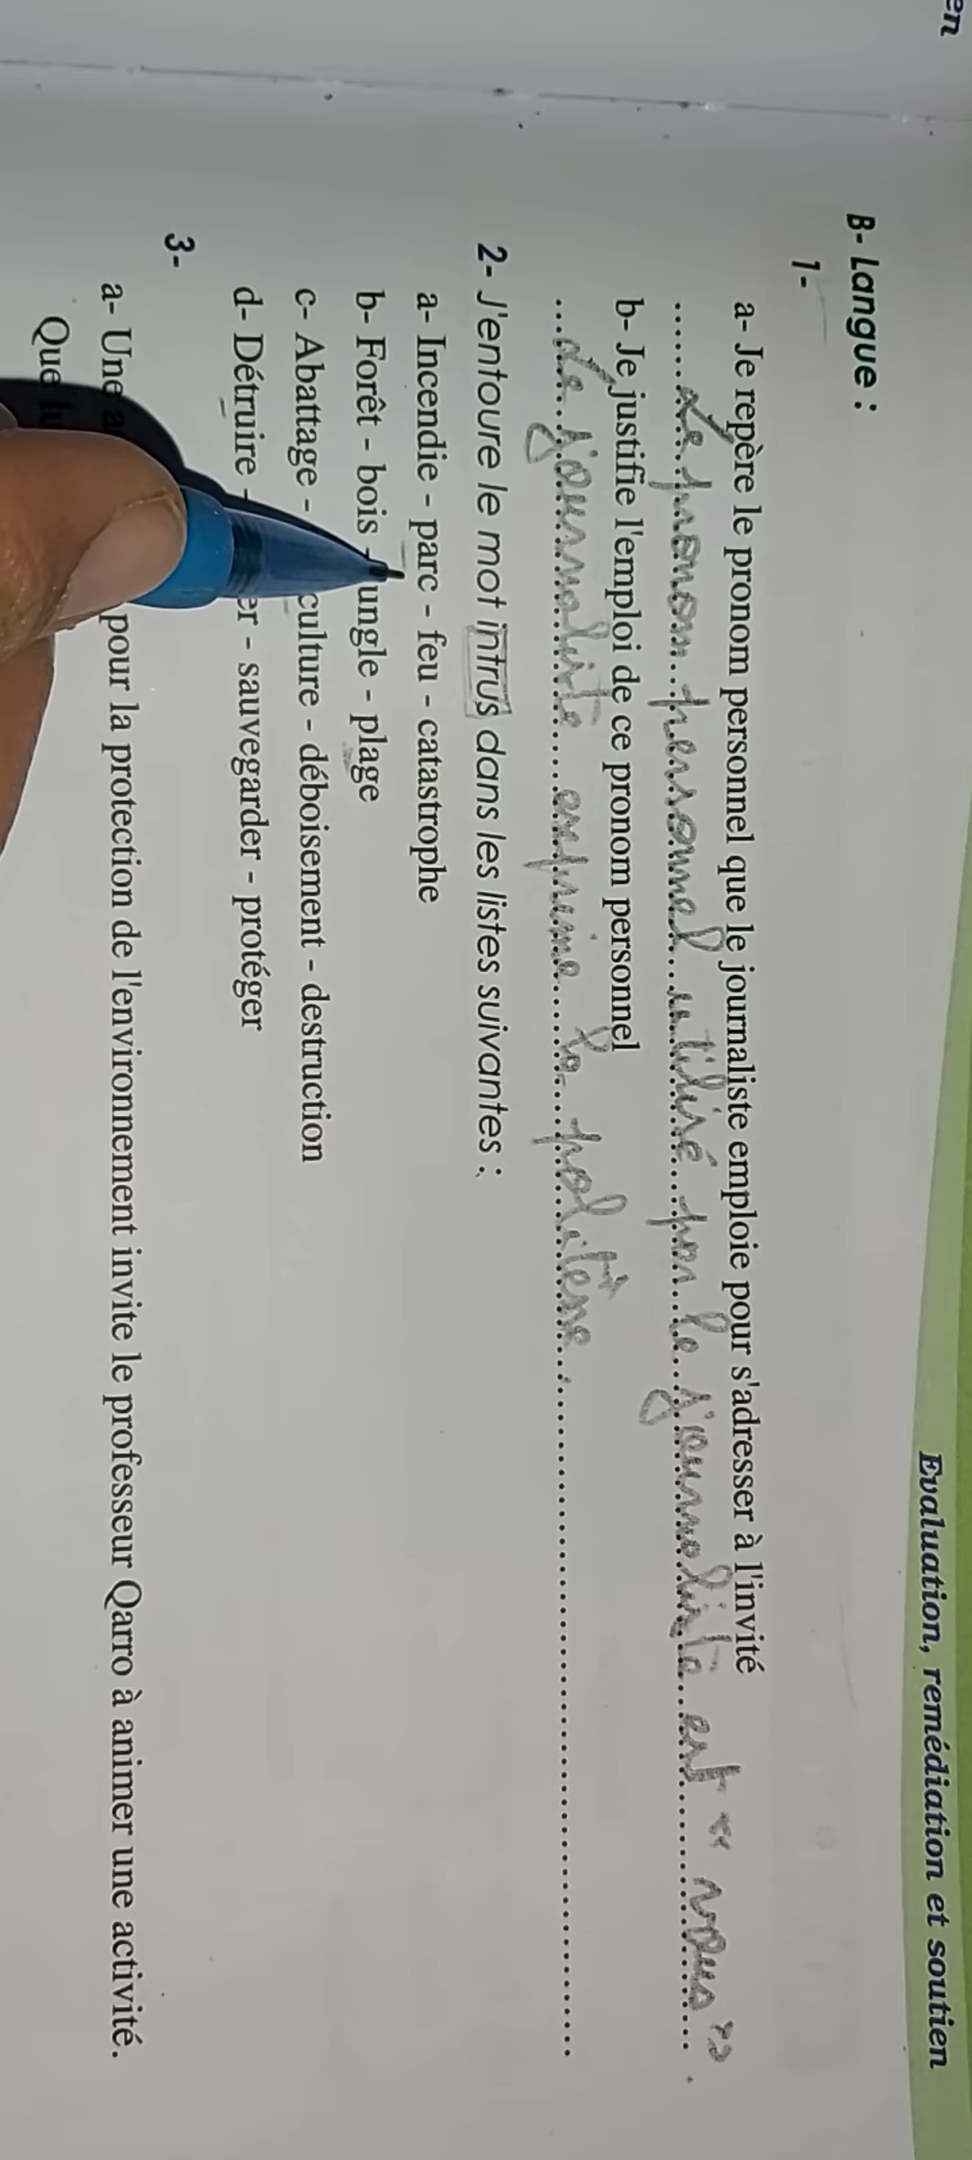 en
Evaluation, remédiation et soutien
B- Langue :
1-
a- Je repère le pronom personnel que le journaliste emploie pour s'adresser à l'invité
Le pronom personnel utilisé par le journaliste est « vous ».
b- Je justifie l'emploi de ce pronom personnel
Le journaliste exprime la politesse.
2- J'entoure le mot intrus dans les listes suivantes :
a- Incendie - parc - feu - catastrophe
b- Forêt - bois - jungle - plage
c- Abattage - culture - déboisement - destruction
d- Détruire - er - sauvegarder - protéger
3-
a- Une pour la protection de l'environnement invite le professeur Qarro à animer une activité.
Que